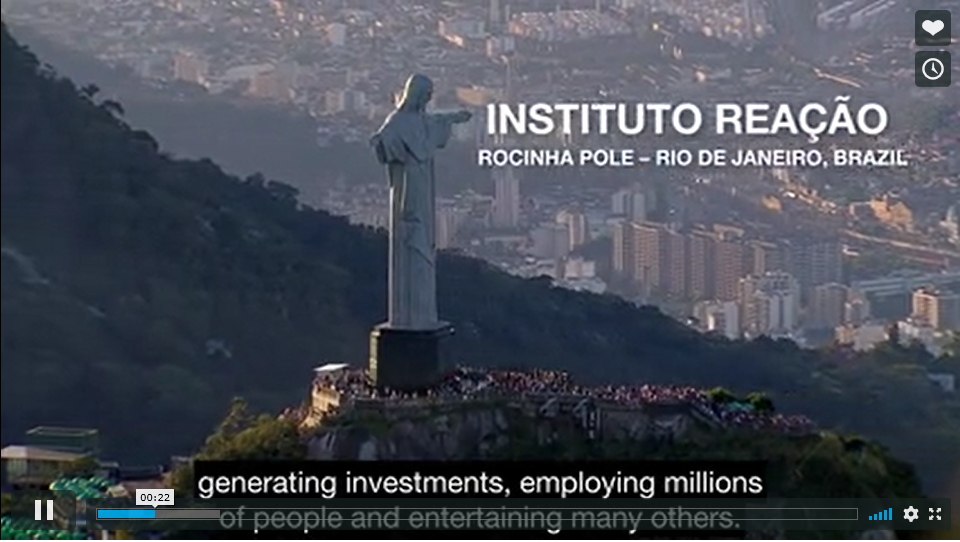 INSTITUTO REAÇÃO
ROCINHA POLE – RIO DE JANEIRO, BRAZIL
generating investments, employing millions
00:22
of people and entertaining many others.